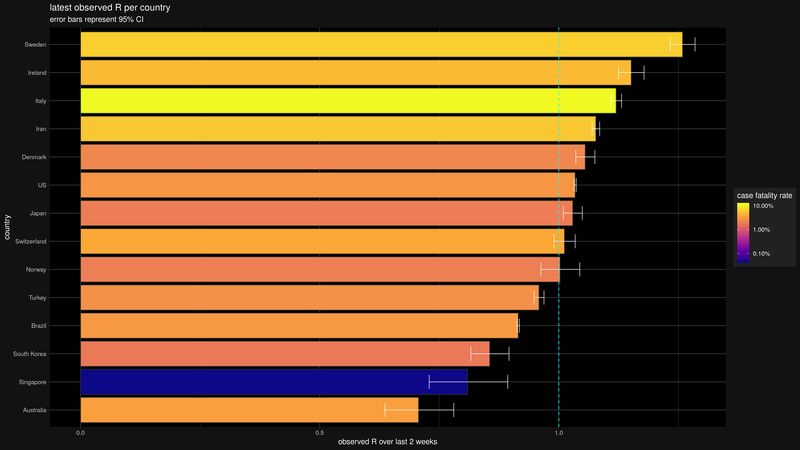 latest observed R per country
error bars represent 95% CI
country
Sweden
Ireland
Italy
Iran
Denmark
US
Japan
Switzerland
Norway
Turkey
Brazil
South Korea
Singapore
Australia
0.0
0.5
1.0
observed R over last 2 weeks
case fatality rate
10.00%
1.00%
0.10%